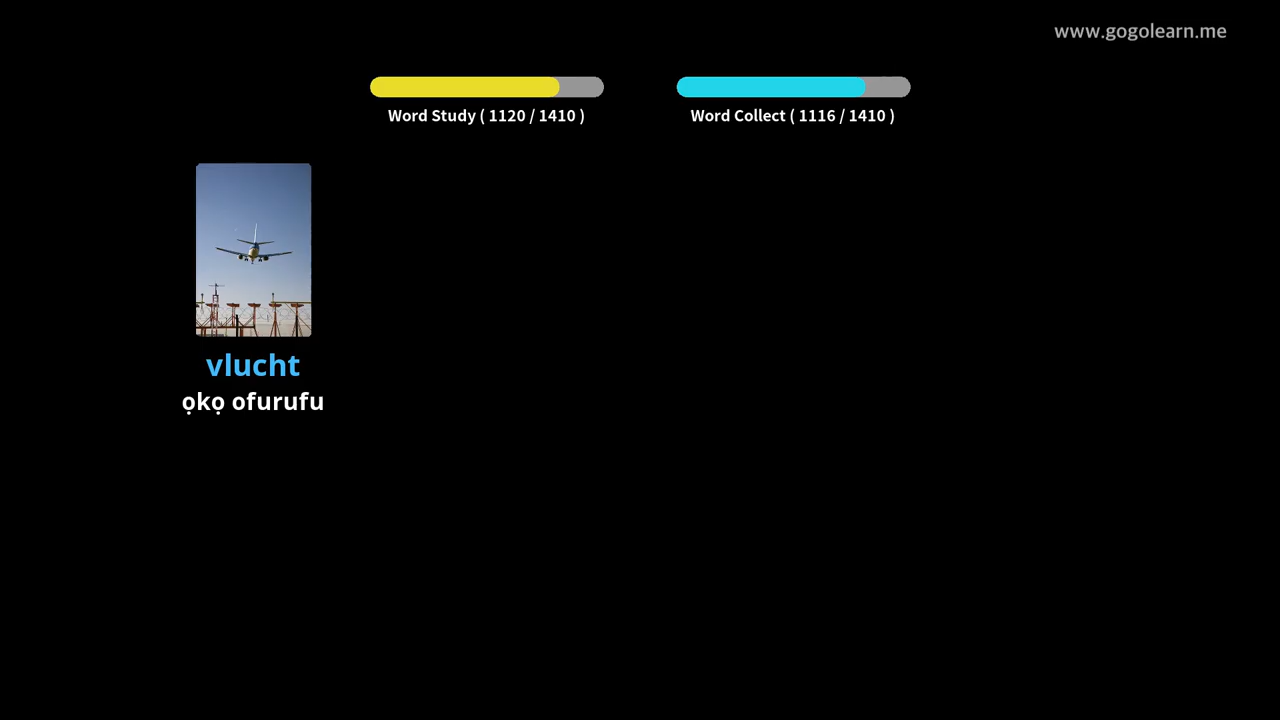 www.gogolearn.me
Word Study ( 1120 / 1410 )
Word Collect ( 1116 / 1410 )
vlucht
ọkọ ofurufu